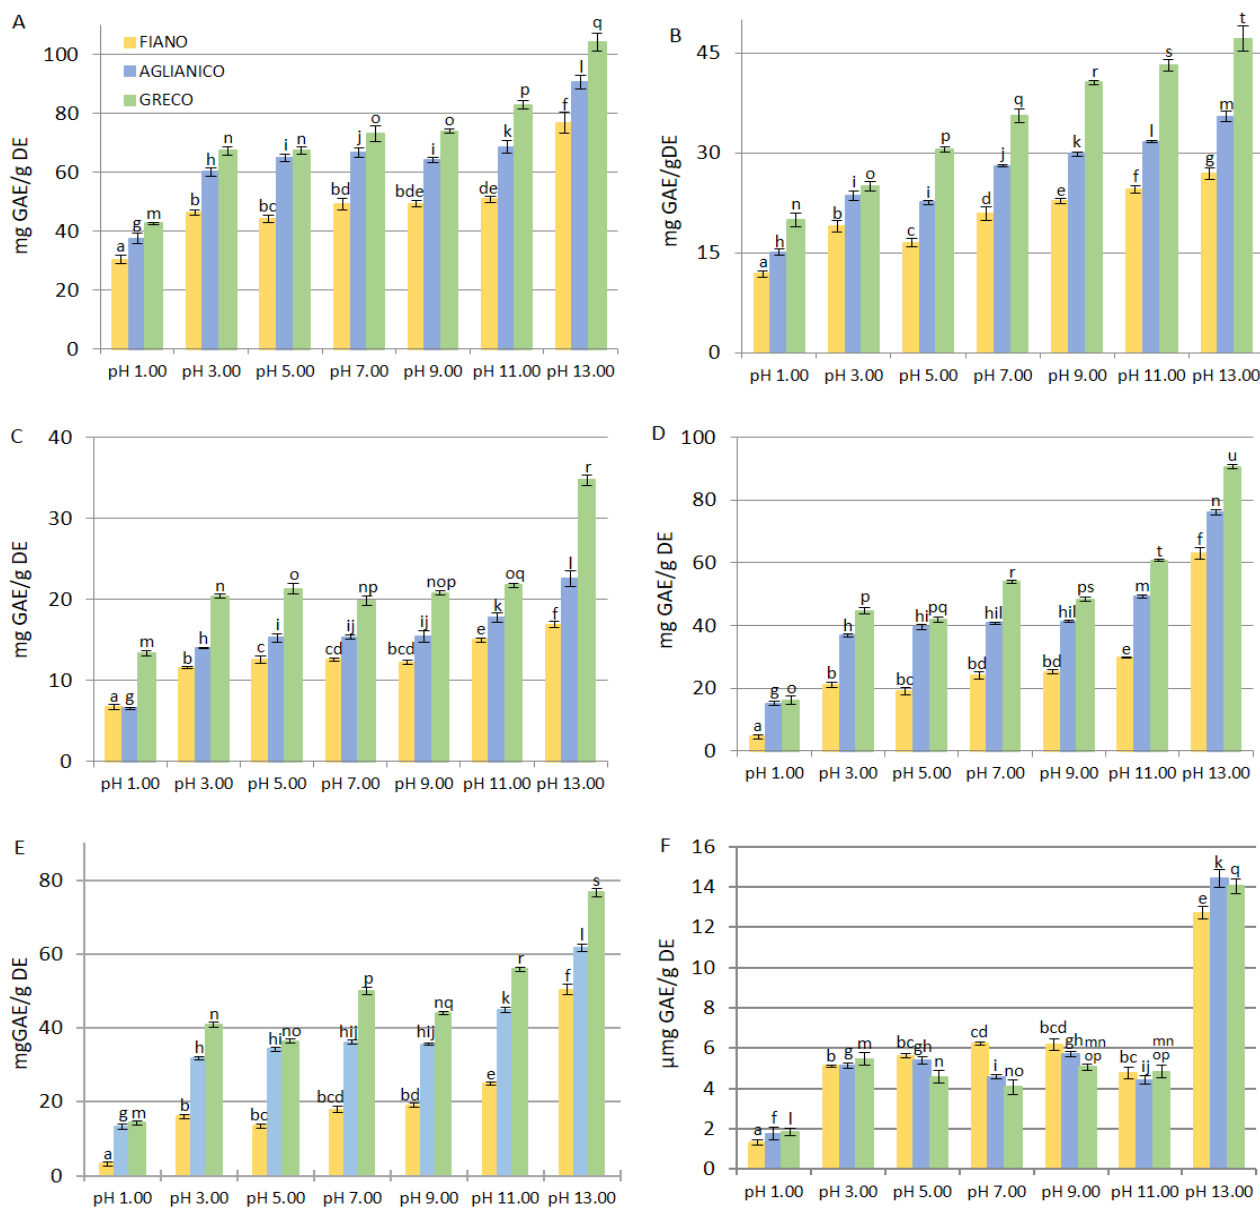 A
FIANO
AGLIANICO
GRECO
mg GAE/g DE
100
80
60
40
20
0
a g m
b h n
bc i n
bd j o
bde i o
de k p
f l q
pH 1.00 pH 3.00 pH 5.00 pH 7.00 pH 9.00 pH 11.00 pH 13.00
B
mg GAE/gDE
45
30
15
0
a h n
b i o
c i p
d j q
e k r
f l s
g m t
pH 1.00 pH 3.00 pH 5.00 pH 7.00 pH 9.00 pH 11.00 pH 13.00
C
mg GAE/g DE
40
30
20
10
0
a g m
b h n
c i o
cd ij np
bcd ij nop
e k oq
f l r
pH 1.00 pH 3.00 pH 5.00 pH 7.00 pH 9.00 pH 11.00 pH 13.00
D
mg GAE/g DE
100
80
60
40
20
0
a g o
b h p
bc hi pq
bd hil r
bd hil ps
e m t
f n u
pH 1.00 pH 3.00 pH 5.00 pH 7.00 pH 9.00 pH 11.00 pH 13.00
E
mgGAE/g DE
80
60
40
20
0
a g m
b h n
bc hi no
bcd hij p
bd hij nq
e k r
f l s
pH 1.00 pH 3.00 pH 5.00 pH 7.00 pH 9.00 pH 11.00 pH 13.00
F
µmg GAE/g DE
16
14
12
10
8
6
4
2
0
a f l
b g m
bc gh n
cd i no
bcd gh mn op
bc ij mn op
e k q
pH 1.00 pH 3.00 pH 5.00 pH 7.00 pH 9.00 pH 11.00 pH 13.00